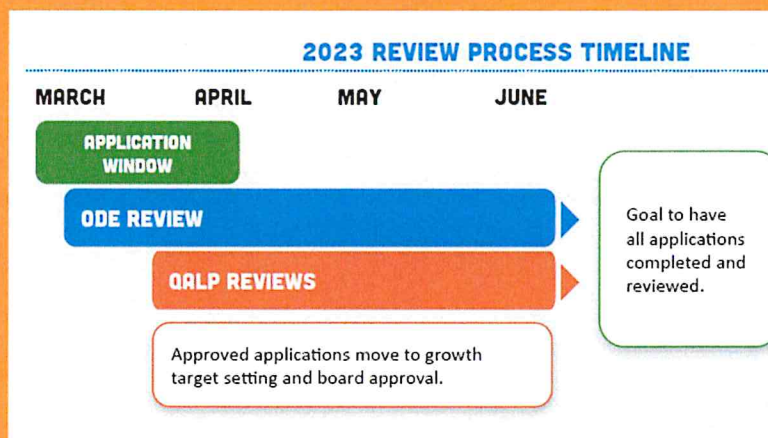 2023 REVIEW PROCESS TIMELINE
MARCH APRIL MAY JUNE
APPLICATION
WINDOW
ODE REVIEW
QALP REVIEWS
Goal to have
all applications
completed and
reviewed.
Approved applications move to growth
target setting and board approval.